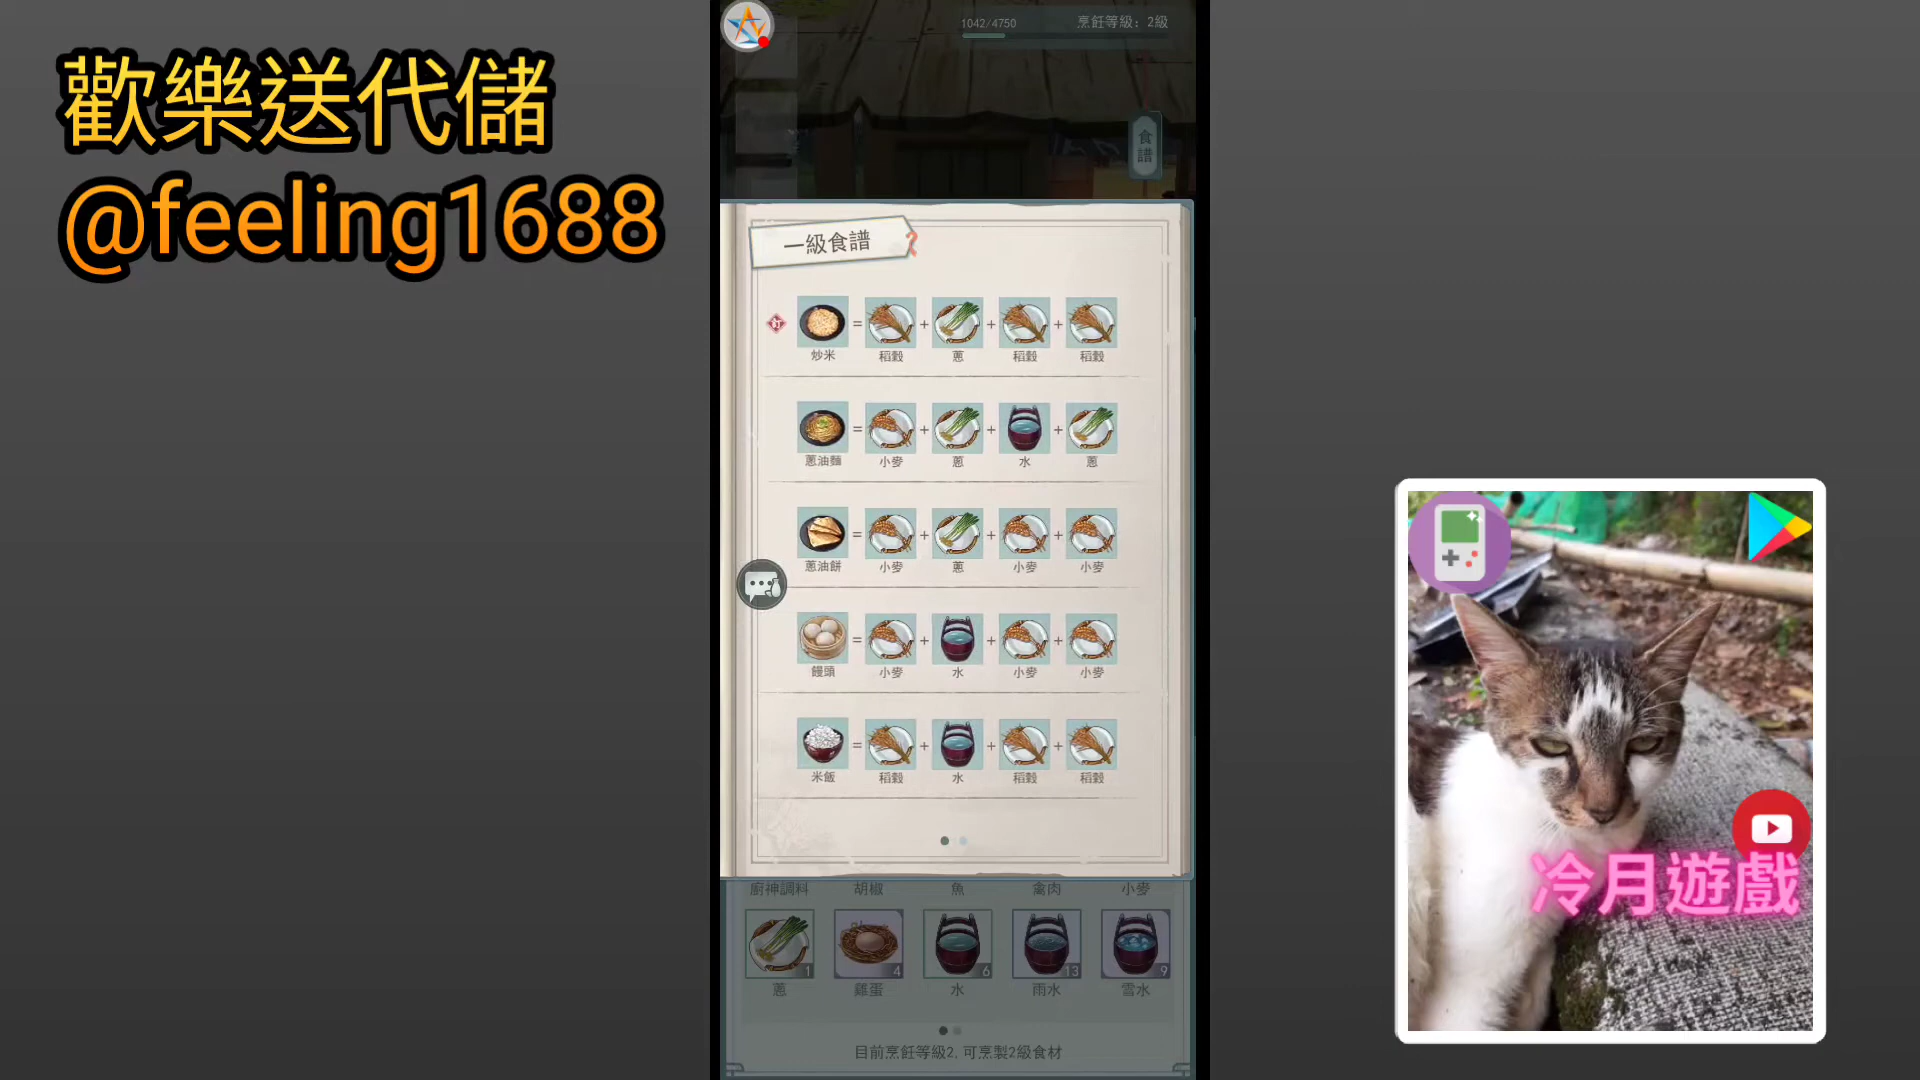 歡樂送代儲
@feeling1688
1042/4750
烹飪等級：2級
食譜
一級食譜
?
炒米 = 稻穀 + 蔥 + 稻穀 + 稻穀
蔥油麵 = 小麥 + 蔥 + 水 + 蔥
蔥油餅 = 小麥 + 蔥 + 小麥 + 小麥
饅頭 = 小麥 + 水 + 小麥 + 小麥
米飯 = 稻穀 + 水 + 稻穀 + 稻穀
廚神調料 胡椒 魚 禽肉 小麥
1 4 6 13 9
蔥 雞蛋 水 雨水 雪水
目前烹飪等級2, 可烹製2級食材
冷月遊戲